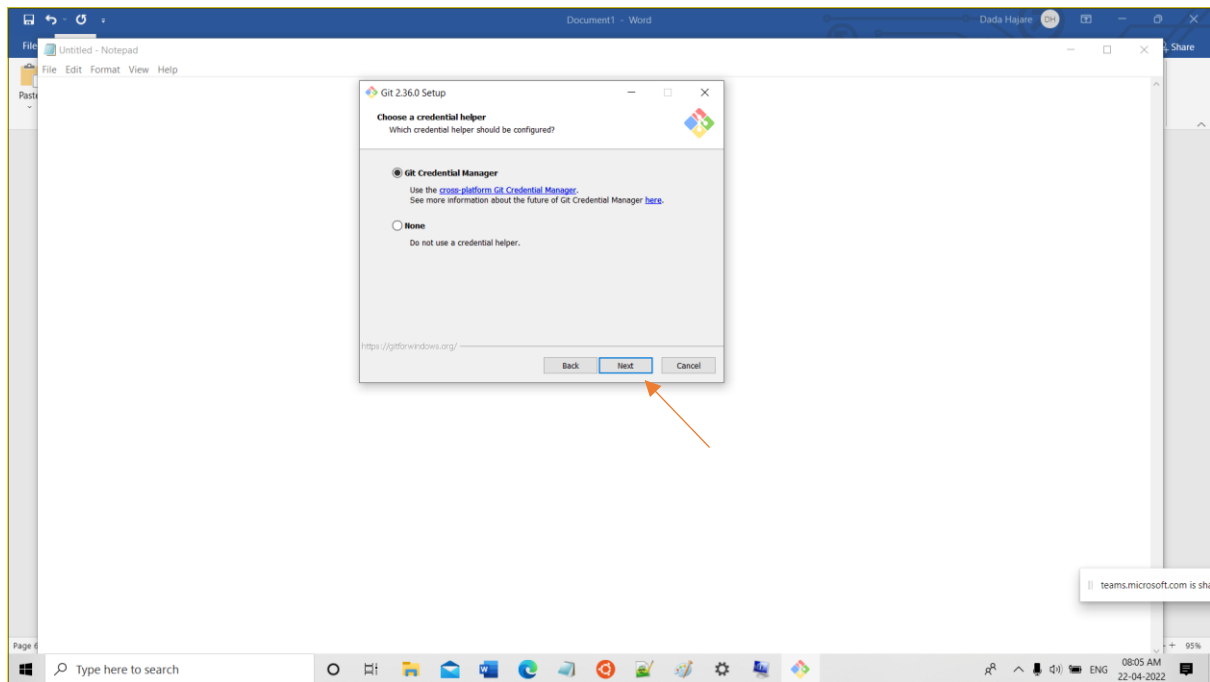 Document1 - Word
Dada Hajare
DH
File
Share
Untitled - Notepad
File Edit Format View Help
Paste
Git 2.36.0 Setup
Choose a credential helper
Which credential helper should be configured?
Git Credential Manager
Use the cross-platform Git Credential Manager.
See more information about the future of Git Credential Manager here.
None
Do not use a credential helper.
https://gitforwindows.org/
Back Next Cancel
teams.microsoft.com is sha
Page 6
95%
Type here to search
ENG
08:05 AM
22-04-2022